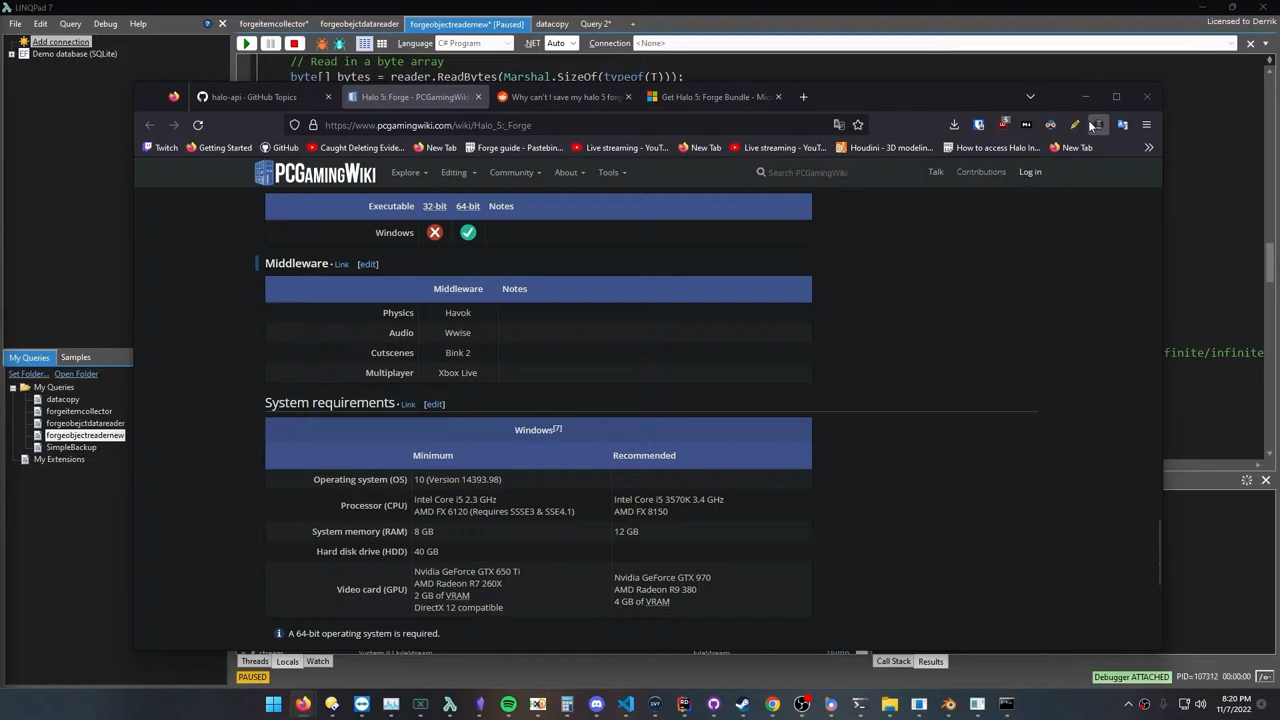 LINQPad 7
File Edit Query Debug Help
forgeitemcollector* forgeobejctdatareader forgeobjectreadernew* [Paused] datacopy Query 2* +
Licensed to Derrik
Add connection
Language C# Program .NET Auto Connection <None>
EF Demo database (SQLite)
// Read in a byte array
byte[] bytes = reader.ReadBytes(Marshal.SizeOf(typeof(T)));
halo-api · GitHub Topics
Halo 5: Forge - PCGamingWiki
Why can't I save my halo 5 forg
Get Halo 5: Forge Bundle - Mic
https://www.pcgamingwiki.com/wiki/Halo_5:_Forge
Twitch Getting Started GitHub Caught Deleting Evide... New Tab Forge guide - Pastebin... Live streaming - YouT... New Tab Live streaming - YouT... Houdini - 3D modelin... How to access Halo In... New Tab
PCGAMINGWIKI Explore Editing Community About Tools Search PCGamingWiki Talk Contributions Log in
Executable 32-bit 64-bit Notes
Windows
Middleware · Link [edit]
Middleware Notes
Physics Havok
Audio Wwise
Cutscenes Bink 2
Multiplayer Xbox Live
finite/infinite
My Queries Samples
Set Folder... Open Folder
My Queries
datacopy
forgeitemcollector
forgeobejctdatareader
forgeobjectreadernew
SimpleBackup
My Extensions
System requirements · Link [edit]
Windows[7]
Minimum Recommended
Operating system (OS) 10 (Version 14393.98)
Processor (CPU) Intel Core i5 2.3 GHz
AMD FX 6120 (Requires SSSE3 & SSE4.1)
Intel Core i5 3570K 3.4 GHz
AMD FX 8150
System memory (RAM) 8 GB 12 GB
Hard disk drive (HDD) 40 GB
Video card (GPU) Nvidia GeForce GTX 650 Ti
AMD Radeon R7 260X
2 GB of VRAM
DirectX 12 compatible
Nvidia GeForce GTX 970
AMD Radeon R9 380
4 GB of VRAM
A 64-bit operating system is required.
Threads Locals Watch
Call Stack Results
PAUSED
Debugger ATTACHED PID=107312 00:00:00 /o-
8:20 PM
11/7/2022